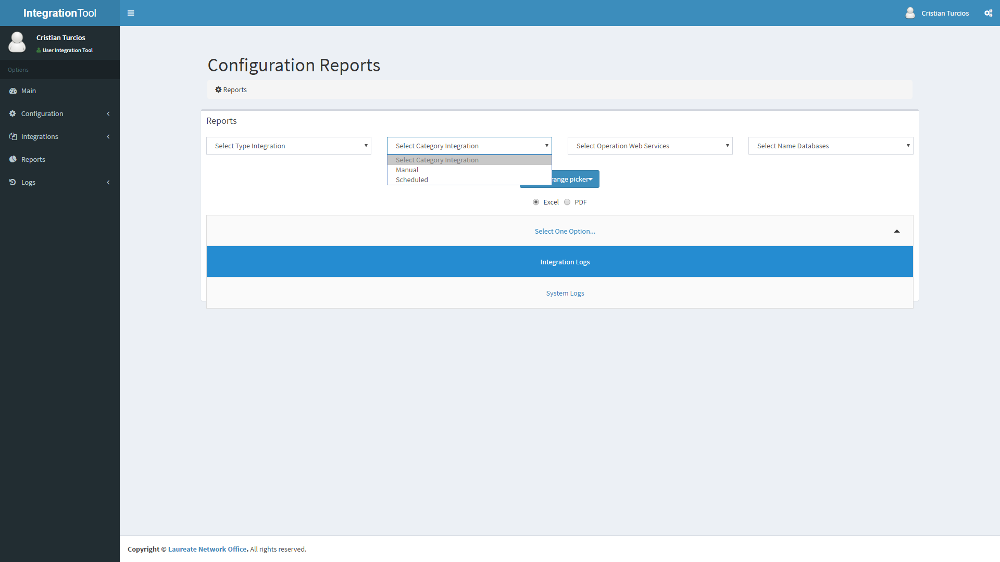 IntegrationTool
Cristian Turcios
Cristian Turcios
User Integration Tool
Options
Main
Configuration
Integrations
Reports
Logs
Configuration Reports
Reports
Reports
Select Type Integration
Select Category Integration
Select Operation Web Services
Select Name Databases
Select Category Integration
Manual
Scheduled
picker
Excel PDF
Select One Option...
Integration Logs
System Logs
Copyright © Laureate Network Office. All rights reserved.